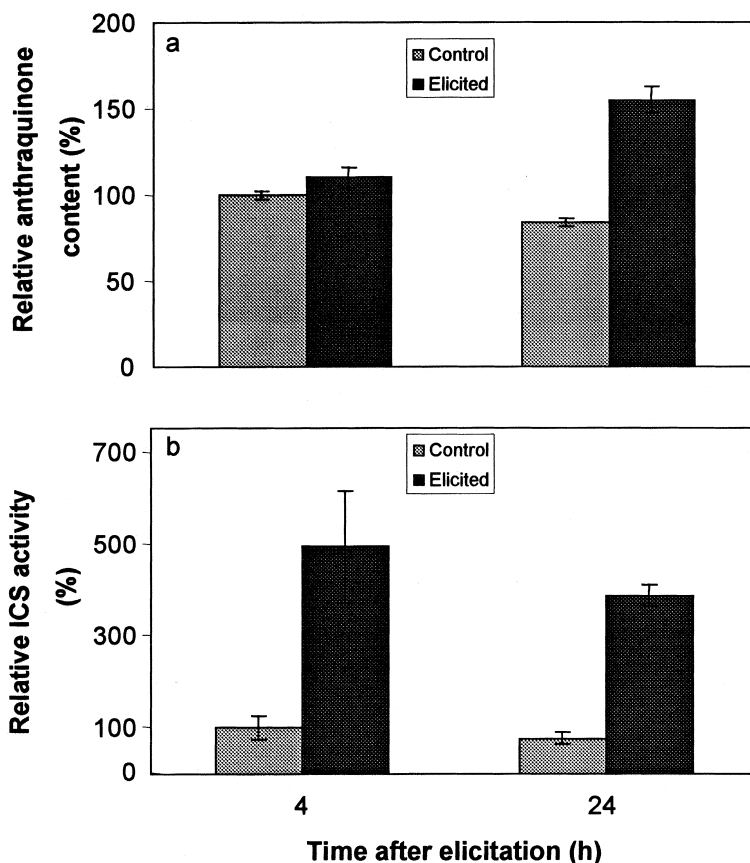 a
Control
Elicited
200
150
100
50
0
Relative anthraquinone
content (%)
b
Control
Elicited
700
500
300
100
0
Relative ICS activity
(%)
4
24
Time after elicitation (h)